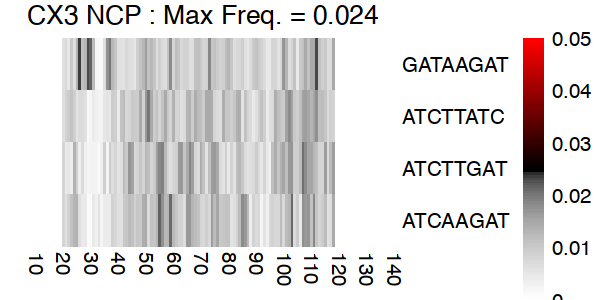 CX3 NCP : Max Freq. = 0.024
GATAAGAT
ATCTTATC
ATCTTGAT
ATCAAGAT
0.05
0.04
0.03
0.02
0.01
0
10 20 30 40 50 60 70 80 90 100 110 120 130 140